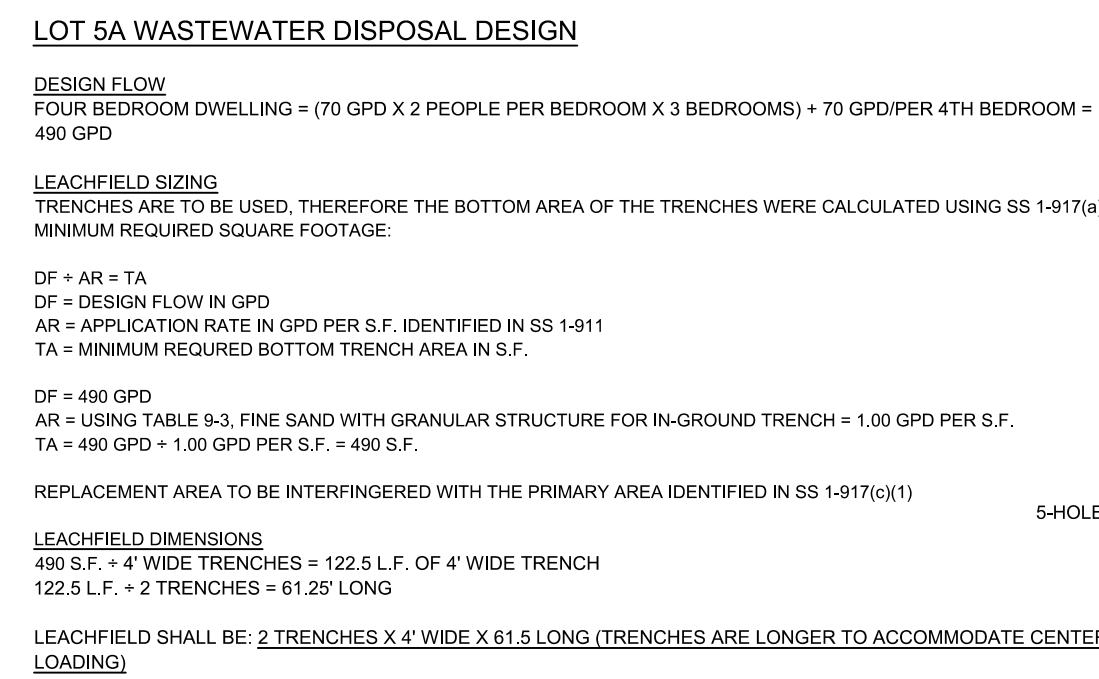 LOT 5A WASTEWATER DISPOSAL DESIGN
DESIGN FLOW
FOUR BEDROOM DWELLING = (70 GPD X 2 PEOPLE PER BEDROOM X 3 BEDROOMS) + 70 GPD/PER 4TH BEDROOM =
490 GPD
LEACHFIELD SIZING
TRENCHES ARE TO BE USED, THEREFORE THE BOTTOM AREA OF THE TRENCHES WERE CALCULATED USING SS 1-917(a)
MINIMUM REQUIRED SQUARE FOOTAGE:
DF ÷ AR = TA
DF = DESIGN FLOW IN GPD
AR = APPLICATION RATE IN GPD PER S.F. IDENTIFIED IN SS 1-911
TA = MINIMUM REQURED BOTTOM TRENCH AREA IN S.F.
DF = 490 GPD
AR = USING TABLE 9-3, FINE SAND WITH GRANULAR STRUCTURE FOR IN-GROUND TRENCH = 1.00 GPD PER S.F.
TA = 490 GPD ÷ 1.00 GPD PER S.F. = 490 S.F.
REPLACEMENT AREA TO BE INTERFINGERED WITH THE PRIMARY AREA IDENTIFIED IN SS 1-917(c)(1)
5-HOLE
LEACHFIELD DIMENSIONS
490 S.F. ÷ 4' WIDE TRENCHES = 122.5 L.F. OF 4' WIDE TRENCH
122.5 L.F. ÷ 2 TRENCHES = 61.25' LONG
LEACHFIELD SHALL BE: 2 TRENCHES X 4' WIDE X 61.5 LONG (TRENCHES ARE LONGER TO ACCOMMODATE CENTER
LOADING)